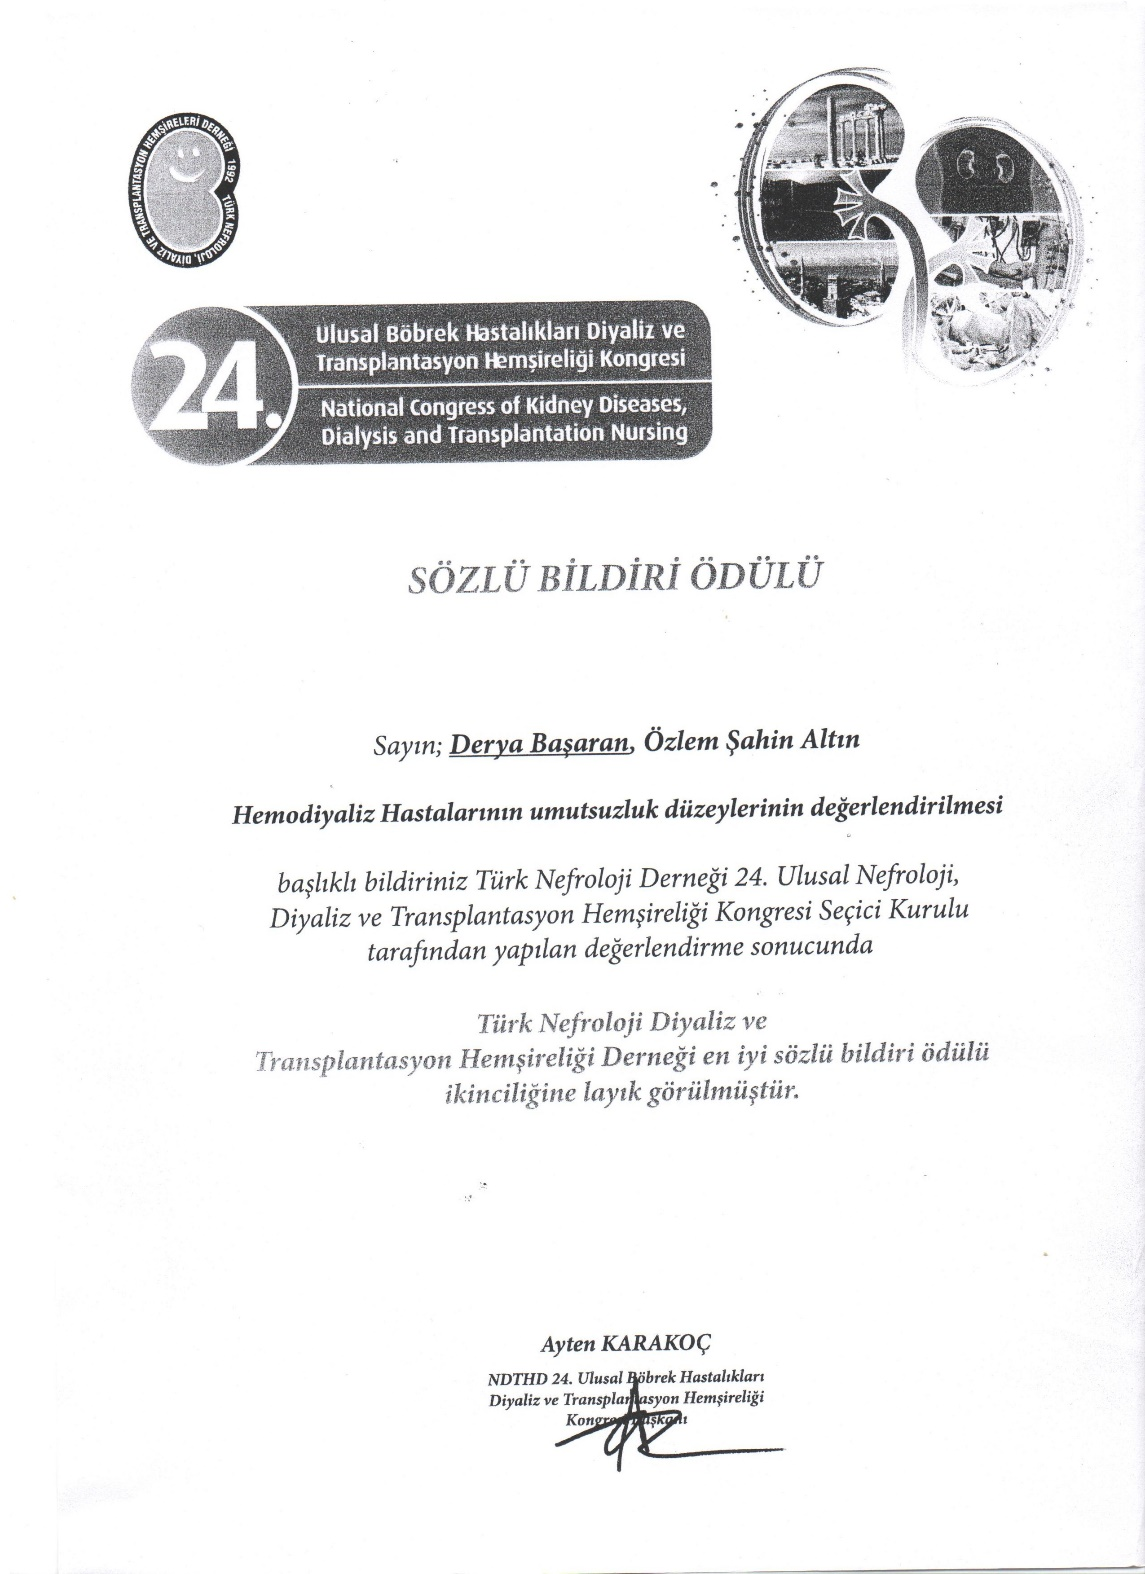 TÜRK NEFROLOJİ, DİYALİZ VE TRANSPLANTASYON HEMŞİRELERİ DERNEĞİ 1992
24.
Ulusal Böbrek Hastalıkları Diyaliz ve
Transplantasyon Hemşireliği Kongresi
National Congress of Kidney Diseases,
Dialysis and Transplantation Nursing
SÖZLÜ BİLDİRİ ÖDÜLÜ
Sayın; Derya Başaran, Özlem Şahin Altın
Hemodiyaliz Hastalarının umutsuzluk düzeylerinin değerlendirilmesi
başlıklı bildiriniz Türk Nefroloji Derneği 24. Ulusal Nefroloji,
Diyaliz ve Transplantasyon Hemşireliği Kongresi Seçici Kurulu
tarafından yapılan değerlendirme sonucunda
Türk Nefroloji Diyaliz ve
Transplantasyon Hemşireliği Derneği en iyi sözlü bildiri ödülü
ikinciliğine layık görülmüştür.
Ayten KARAKOÇ
NDTHD 24. Ulusal Böbrek Hastalıkları
Diyaliz ve Transplantasyon Hemşireliği
Kongresi Başkanı